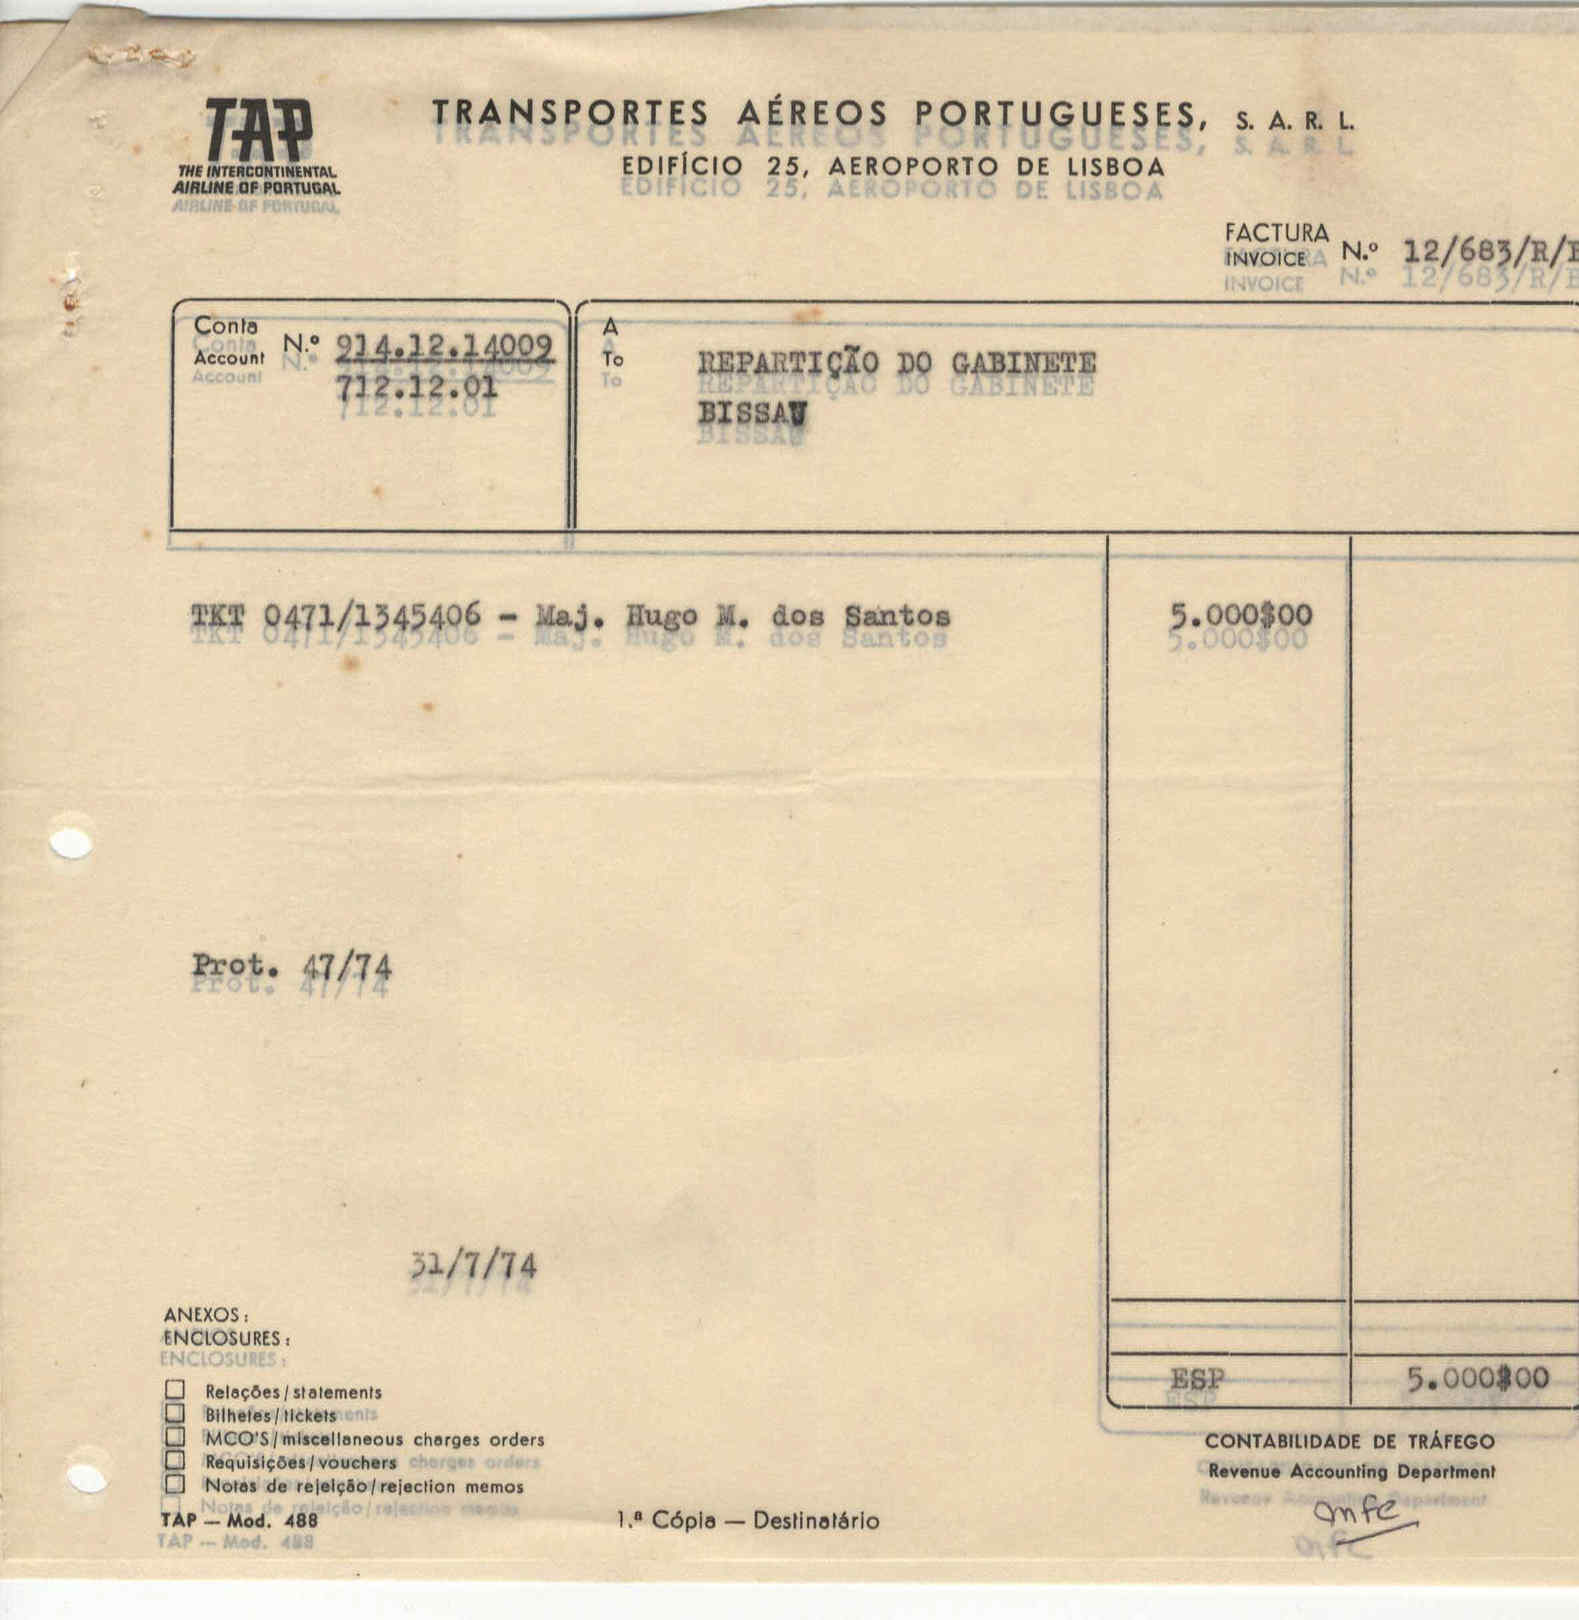 TAP
THE INTERCONTINENTAL
AIRLINE OF PORTUGAL
TRANSPORTES AÉREOS PORTUGUESES, S. A. R. L.
EDIFÍCIO 25, AEROPORTO DE LISBOA
FACTURA
INVOICE N.º 12/683/R/
Conta
Account N.º 914.12.14009
712.12.01
A
To
REPARTIÇÃO DO GABINETE
BISSAU
TKT 0471/1345406 - Maj. Hugo M. dos Santos 5.000$00
Prot. 47/74
31/7/74
ANEXOS:
ENCLOSURES:
Relações/statements
Bilhetes/tickets
MCO'S/miscellaneous charges orders
Requisições/vouchers
Notas de rejeição/rejection memos
TAP — Mod. 488
1.ª Cópia — Destinatário
ESP 5.000$00
CONTABILIDADE DE TRÁFEGO
Revenue Accounting Department